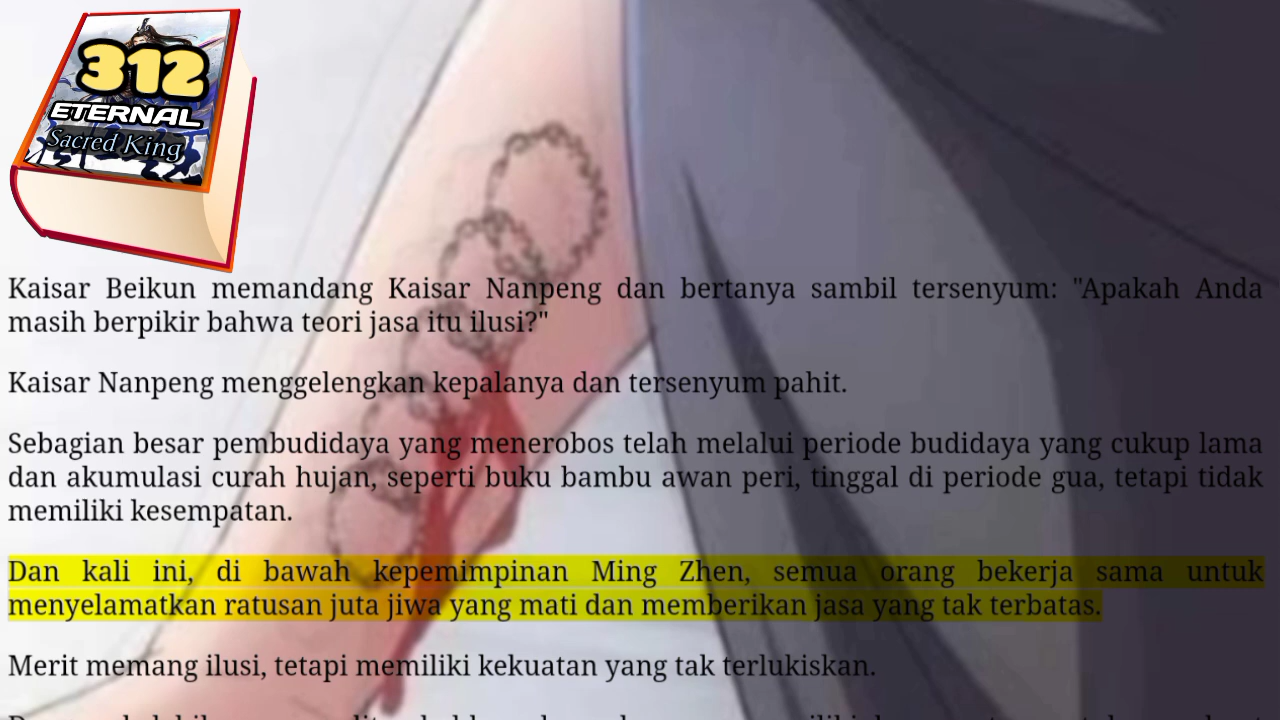 312
ETERNAL
Sacred King
Kaisar Beikun memandang Kaisar Nanpeng dan bertanya sambil tersenyum: "Apakah Anda
masih berpikir bahwa teori jasa itu ilusi?"
Kaisar Nanpeng menggelengkan kepalanya dan tersenyum pahit.
Sebagian besar pembudidaya yang menerobos telah melalui periode budidaya yang cukup lama
dan akumulasi curah hujan, seperti buku bambu awan peri, tinggal di periode gua, tetapi tidak
memiliki kesempatan.
Dan kali ini, di bawah kepemimpinan Ming Zhen, semua orang bekerja sama untuk
menyelamatkan ratusan juta jiwa yang mati dan memberikan jasa yang tak terbatas.
Merit memang ilusi, tetapi memiliki kekuatan yang tak terlukiskan.